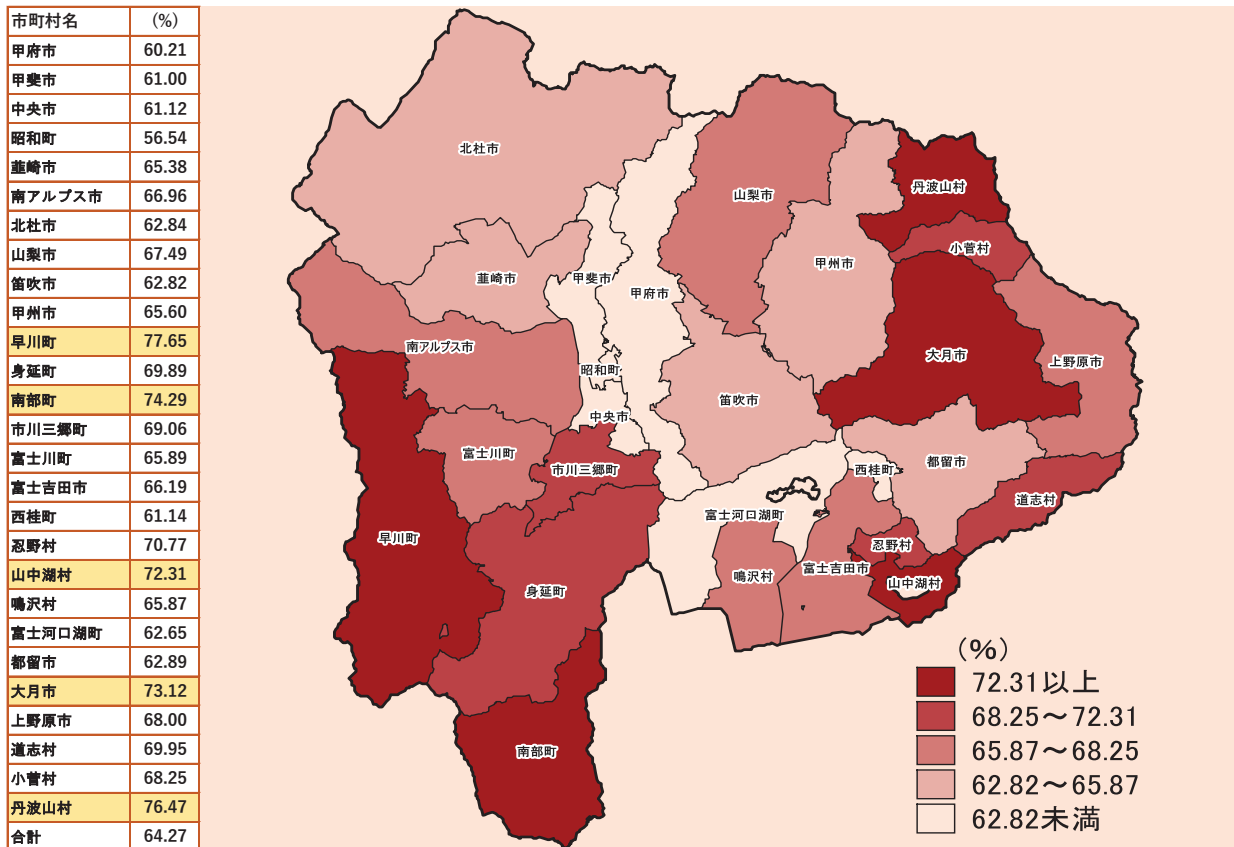 市町村名 (%)
甲府市 60.21
甲斐市 61.00
中央市 61.12
昭和町 56.54
韮崎市 65.38
南アルプス市 66.96
北杜市 62.84
山梨市 67.49
笛吹市 62.82
甲州市 65.60
早川町 77.65
身延町 69.89
南部町 74.29
市川三郷町 69.06
富士川町 65.89
富士吉田市 66.19
西桂町 61.14
忍野村 70.77
山中湖村 72.31
鳴沢村 65.87
富士河口湖町 62.65
都留市 62.89
大月市 73.12
上野原市 68.00
道志村 69.95
小菅村 68.25
丹波山村 76.47
合計 64.27
北杜市
山梨市
丹波山村
小菅村
甲州市
韮崎市
甲斐市
甲府市
南アルプス市
大月市
上野原市
昭和町
笛吹市
中央市
富士川町
市川三郷町
西桂町
都留市
道志村
富士河口湖町
早川町
忍野村
富士吉田市
鳴沢村
山中湖村
身延町
南部町
(%)
72.31以上
68.25～72.31
65.87～68.25
62.82～65.87
62.82未満